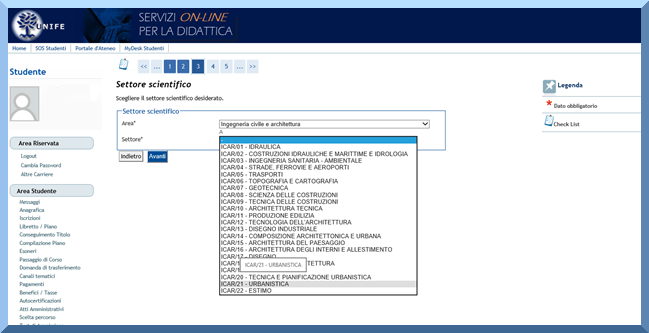 UNIFE
SERVIZI ON-LINE
PER LA DIDATTICA
Home SOS Studenti Portale d'Ateneo MyDesk Studenti
Studente
<< ... 1 2 3 4 5 ... >>
Settore scientifico
Scegliere il settore scientifico desiderato.
Settore scientifico
Area* Ingegneria civile e architettura
Settore*
Indietro Avanti
ICAR/01 - IDRAULICA
ICAR/02 - COSTRUZIONI IDRAULICHE E MARITTIME E IDROLOGIA
ICAR/03 - INGEGNERIA SANITARIA - AMBIENTALE
ICAR/04 - STRADE, FERROVIE E AEROPORTI
ICAR/05 - TRASPORTI
ICAR/06 - TOPOGRAFIA E CARTOGRAFIA
ICAR/07 - GEOTECNICA
ICAR/08 - SCIENZA DELLE COSTRUZIONI
ICAR/09 - TECNICA DELLE COSTRUZIONI
ICAR/10 - ARCHITETTURA TECNICA
ICAR/11 - PRODUZIONE EDILIZIA
ICAR/12 - TECNOLOGIA DELL'ARCHITETTURA
ICAR/13 - DISEGNO INDUSTRIALE
ICAR/14 - COMPOSIZIONE ARCHITETTONICA E URBANA
ICAR/15 - ARCHITETTURA DEL PAESAGGIO
ICAR/16 - ARCHITETTURA DEGLI INTERNI E ALLESTIMENTO
ICAR/17 - DISEGNO
ICAR/21 - URBANISTICA
ICAR/20 - TECNICA E PIANIFICAZIONE URBANISTICA
ICAR/21 - URBANISTICA
ICAR/22 - ESTIMO
Legenda
* Dato obbligatorio
Check List
Area Riservata
Logout
Cambia Password
Altre Carriere
Area Studente
Messaggi
Anagrafica
Iscrizioni
Libretto / Piano
Conseguimento Titolo
Compilazione Piano
Esoneri
Passaggio di Corso
Domanda di trasferimento
Canali tematici
Pagamenti
Benefici / Tasse
Autocertificazioni
Atti Amministrativi
Scelta percorso